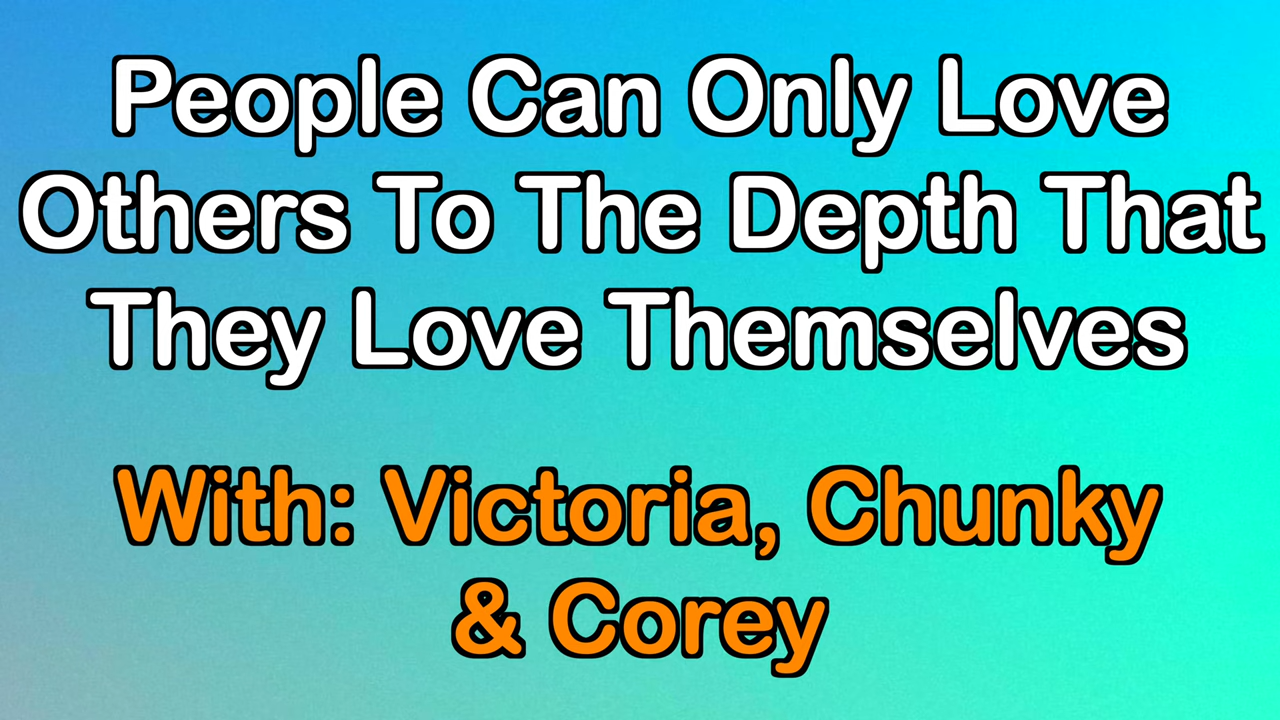 People Can Only Love
Others To The Depth That
They Love Themselves
With: Victoria, Chunky
& Corey